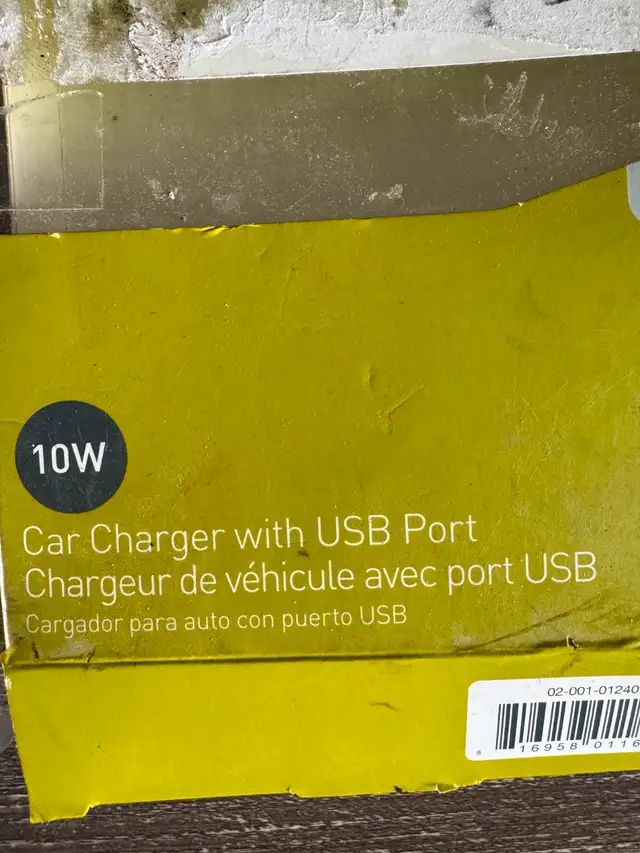 10W
Car Charger with USB Port
Chargeur de véhicule avec port USB
Cargador para auto con puerto USB
02-001-01240
8 16958 0116